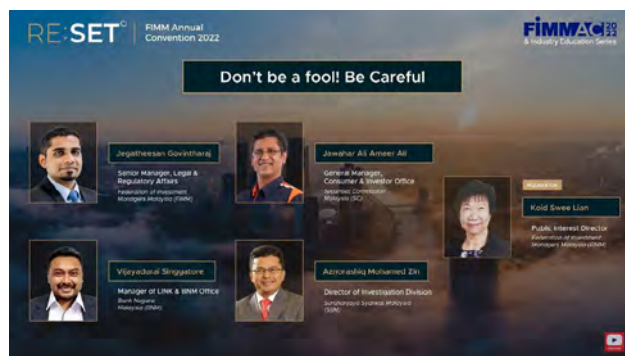 RE:SET©
FIMM Annual
Convention 2022
FIMMAC 2022
& Industry Education Series
Don't be a fool! Be Careful
Jegatheesan Govintharaj
Senior Manager, Legal &
Regulatory Affairs
Federation of Investment
Managers Malaysia (FIMM)
Jawahar Ali Ameer Ali
General Manager,
Consumer & Investor Office
Securities Commission
Malaysia (SC)
Moderator
Koid Swee Lian
Public Interest Director
Federation of Investment
Managers Malaysia (FIMM)
Vijayadurai Singgatore
Manager of LINK & BNM Office
Bank Negara
Malaysia (BNM)
Aznorashiq Mohamed Zin
Director of Investigation Division
Suruhanjaya Syarikat Malaysia
(SSM)